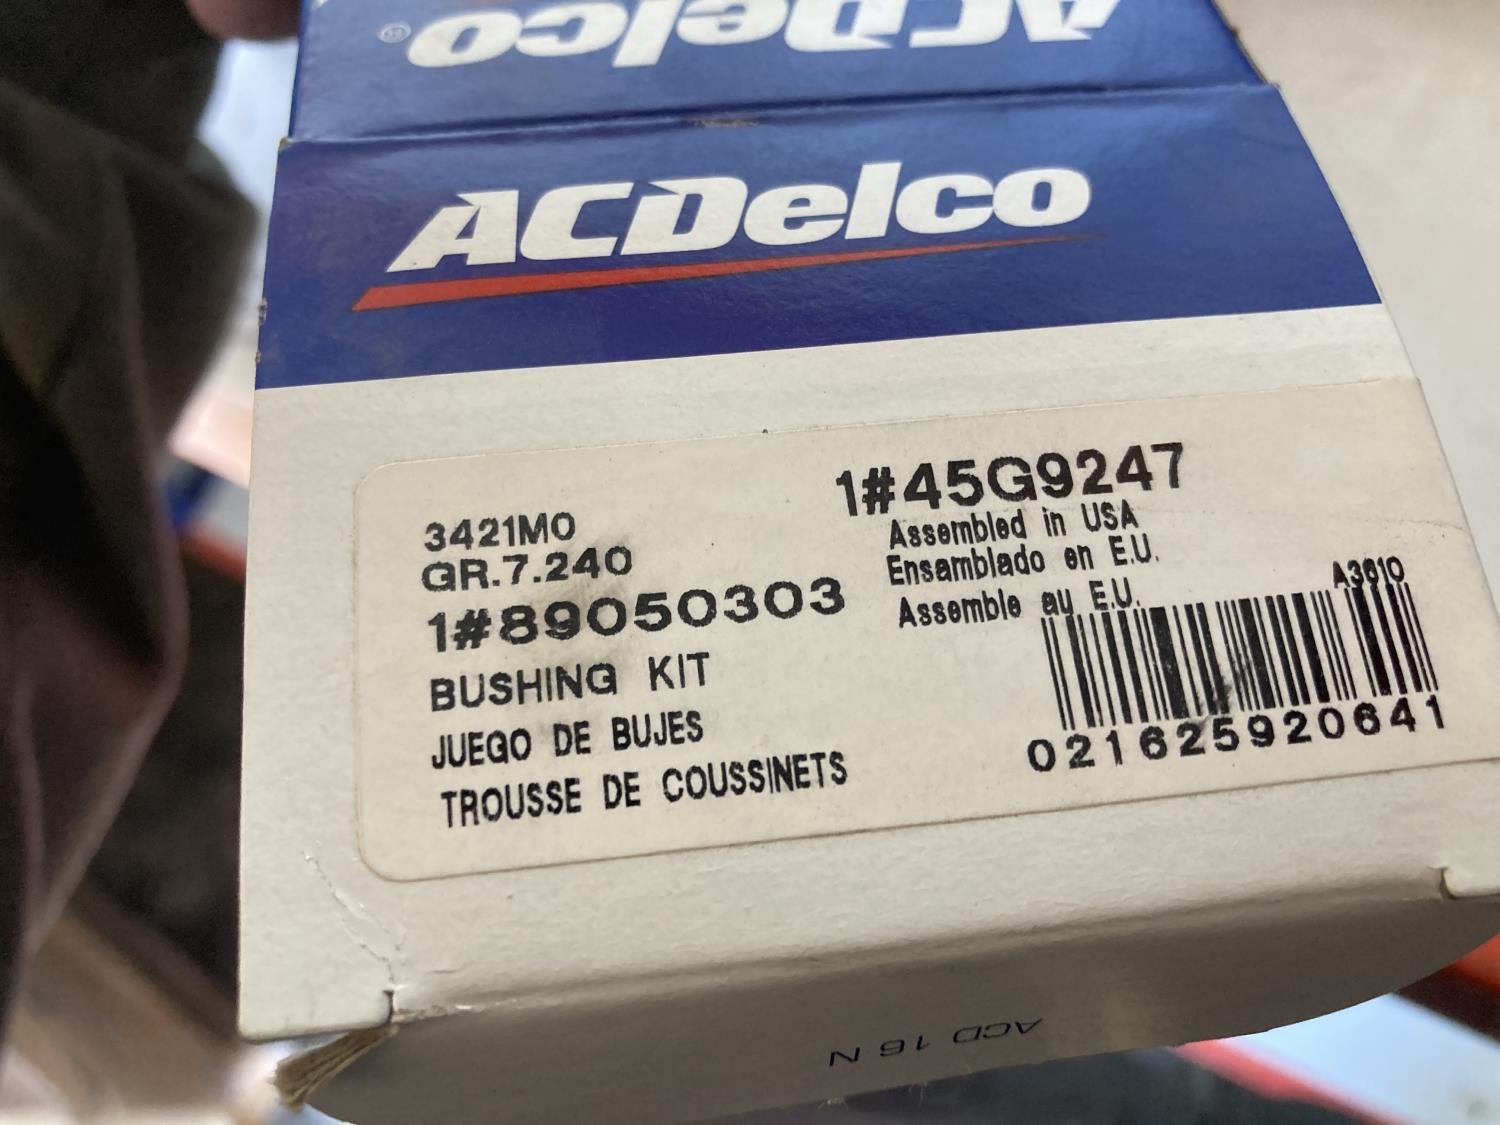 ACDelco®
ACDelco
1#45G9247
3421MO
GR.7.240
1#89050303
Assembled in USA
Ensamblado en E.U.
Assemble au E.U.
A3610
BUSHING KIT
JUEGO DE BUJES
TROUSSE DE COUSSINETS
021625920641
ACD 16 N